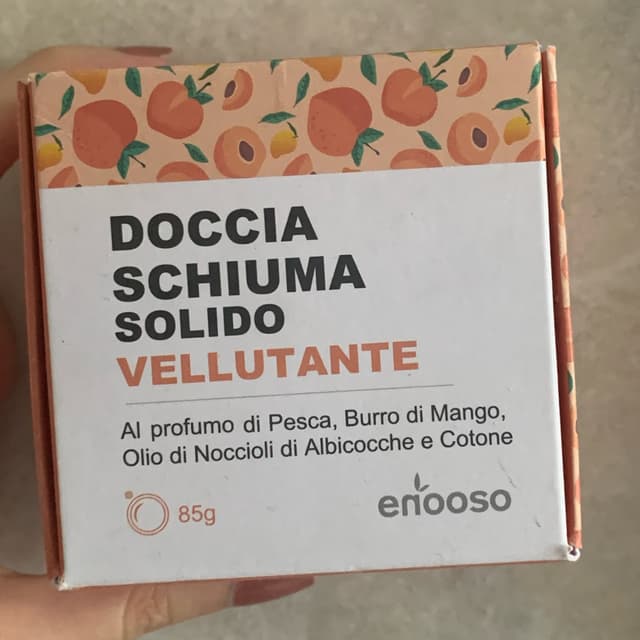 DOCCIA
SCHIUMA
SOLIDO
VELLUTANTE
Al profumo di Pesca, Burro di Mango,
Olio di Noccioli di Albicocche e Cotone
85g
enooso